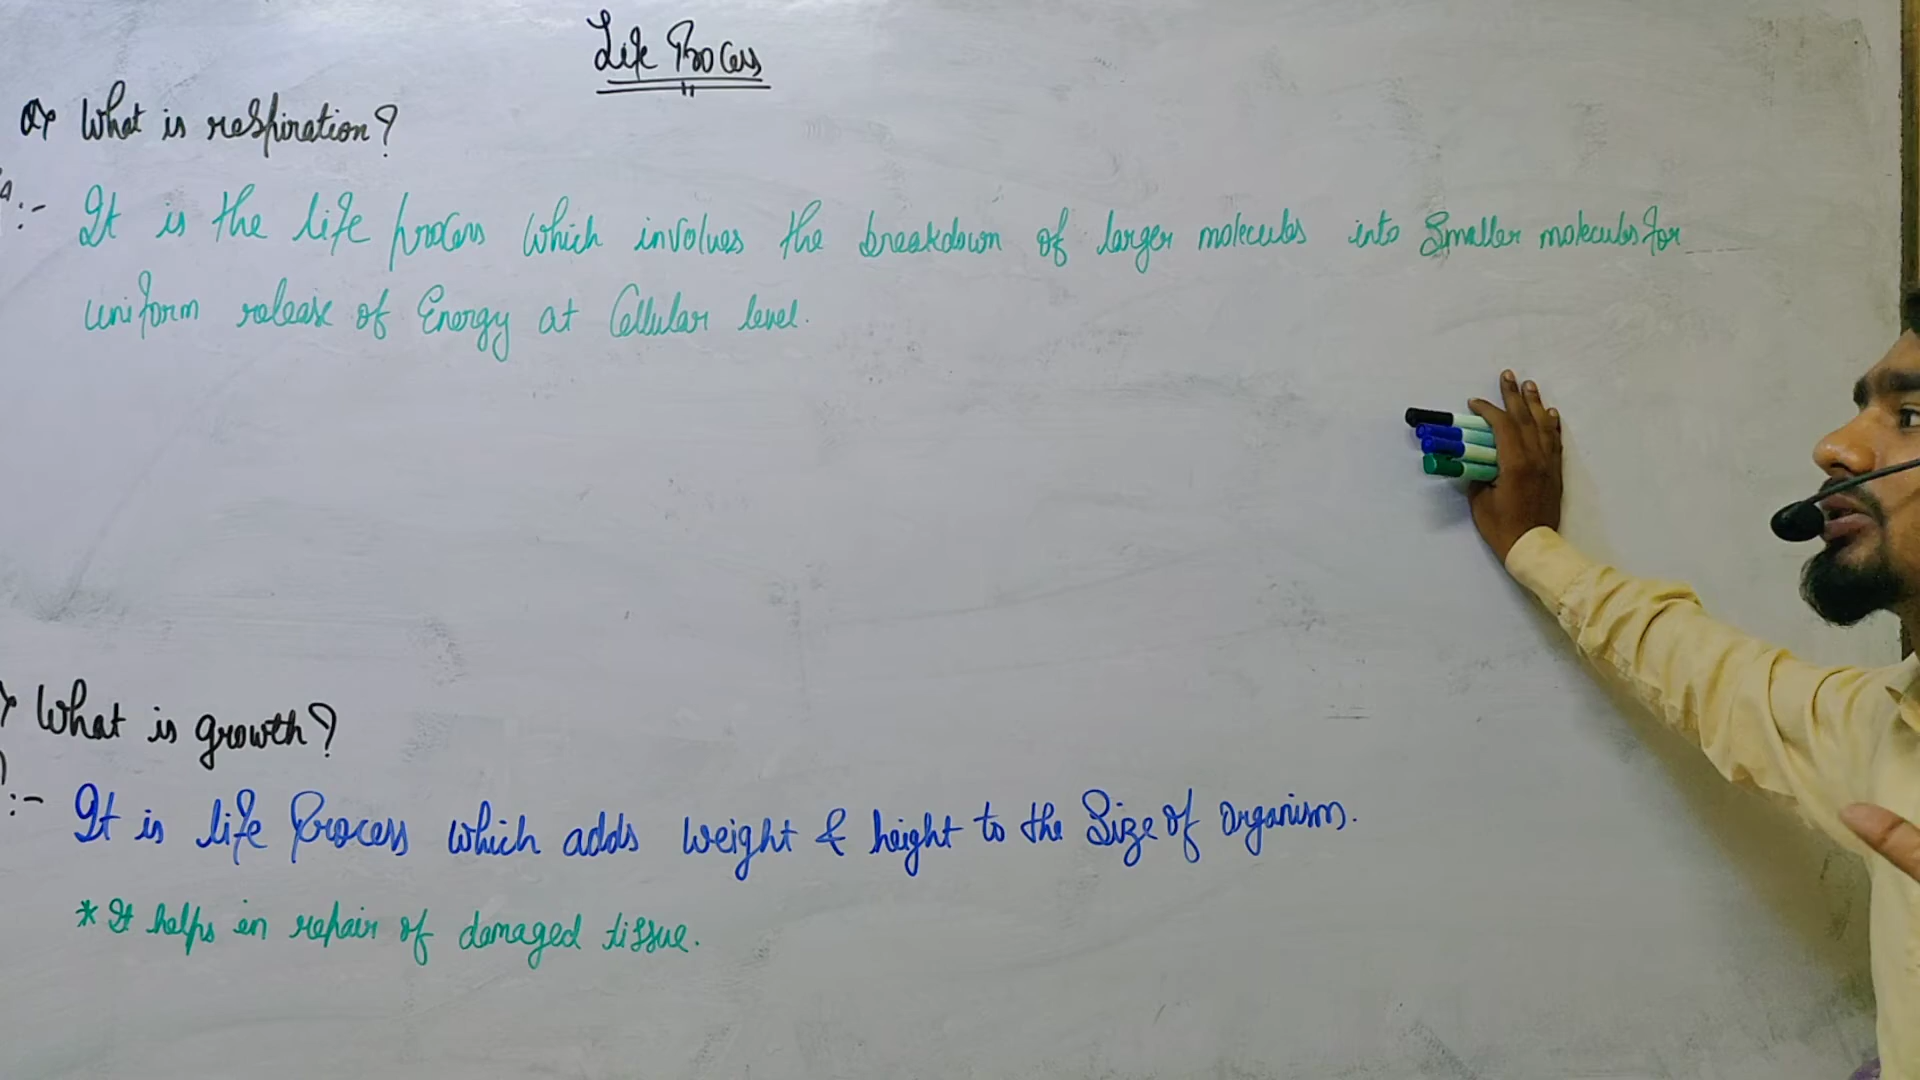 Life Process
Q> What is respiration?
:- It is the life process which involves the breakdown of larger molecules into Smaller molecules for
uniform release of Energy at Cellular level.
What is growth?
:- It is life Process which adds weight & height to the Size of organism.
* It helps in repair of damaged tissue.